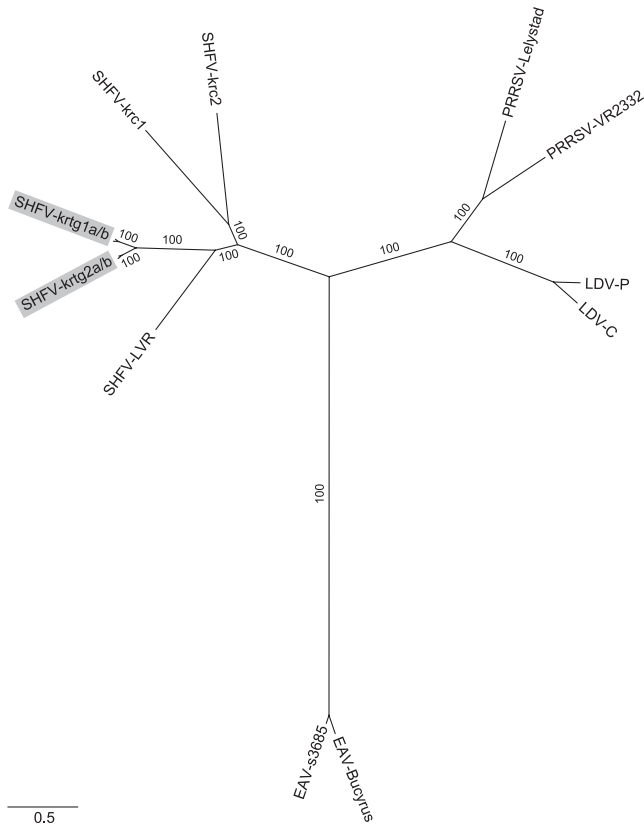 SHFV-krc2
SHFV-krc1
PRRSV-Lelystad
PRRSV-VR2332
SHFV-krtg1a/b
100
100
100
SHFV-krtg2a/b
100
100
100
100
100
100
100
LDV-P
LDV-C
SHFV-LVR
100
EAV-s3685
EAV-Bucyrus
0.5